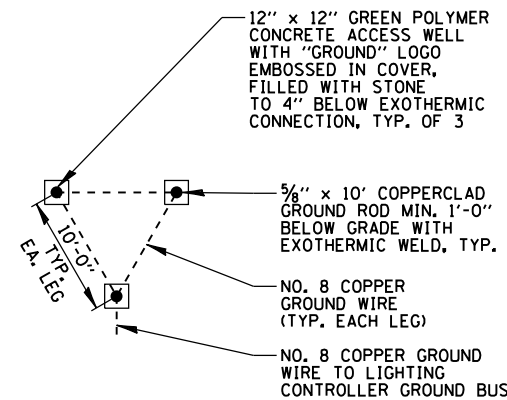 12" x 12" GREEN POLYMER
CONCRETE ACCESS WELL
WITH "GROUND" LOGO
EMBOSSED IN COVER,
FILLED WITH STONE
TO 4" BELOW EXOTHERMIC
CONNECTION, TYP. OF 3
5/8" x 10' COPPERCLAD
GROUND ROD MIN. 1'-0"
BELOW GRADE WITH
EXOTHERMIC WELD, TYP.
10'-0"
TYP.
EA. LEG
NO. 8 COPPER
GROUND WIRE
(TYP. EACH LEG)
NO. 8 COPPER GROUND
WIRE TO LIGHTING
CONTROLLER GROUND BUS